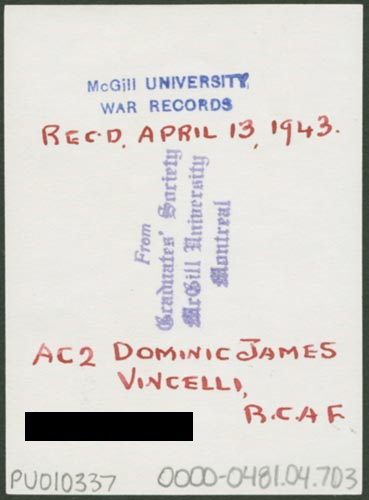 McGill UNIVERSITY
WAR RECORDS
REC'D. APRIL 13, 1943.
From
Graduates' Society
McGill University
Montreal
AC2 DOMINIC JAMES
VINCELLI,
R.C.A.F.
PU010337
0000-0481.04.703